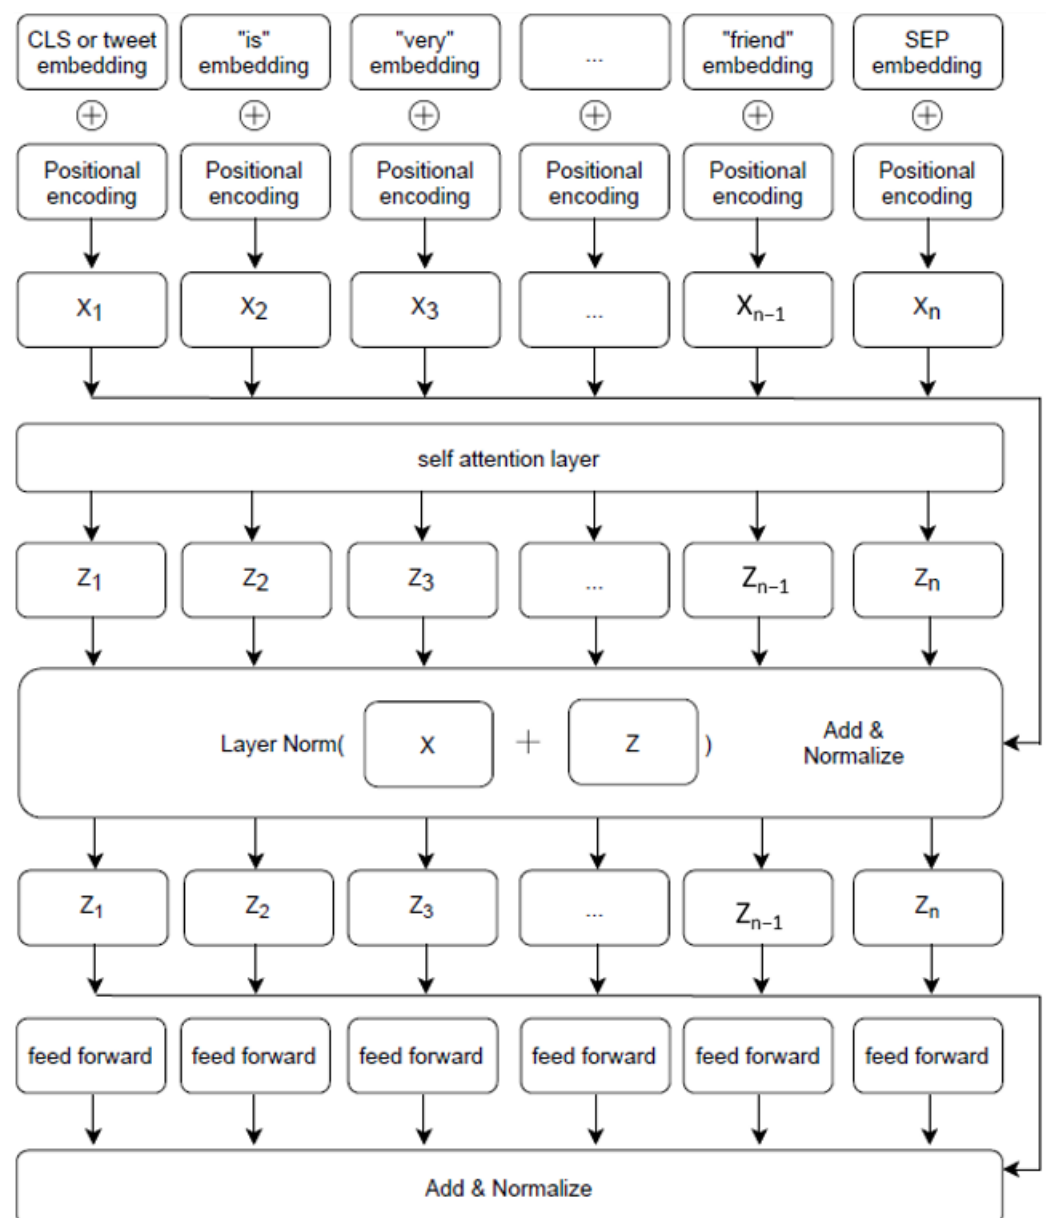 CLS or tweet embedding
"is" embedding
"very" embedding
...
"friend" embedding
SEP embedding
+ + + + + +
Positional encoding
Positional encoding
Positional encoding
Positional encoding
Positional encoding
Positional encoding
X₁
X₂
X₃
...
Xₙ₋₁
Xₙ
self attention layer
Z₁
Z₂
Z₃
...
Zₙ₋₁
Zₙ
Layer Norm( X + Z )
Add & Normalize
Z₁
Z₂
Z₃
...
Zₙ₋₁
Zₙ
feed forward
feed forward
feed forward
feed forward
feed forward
feed forward
Add & Normalize